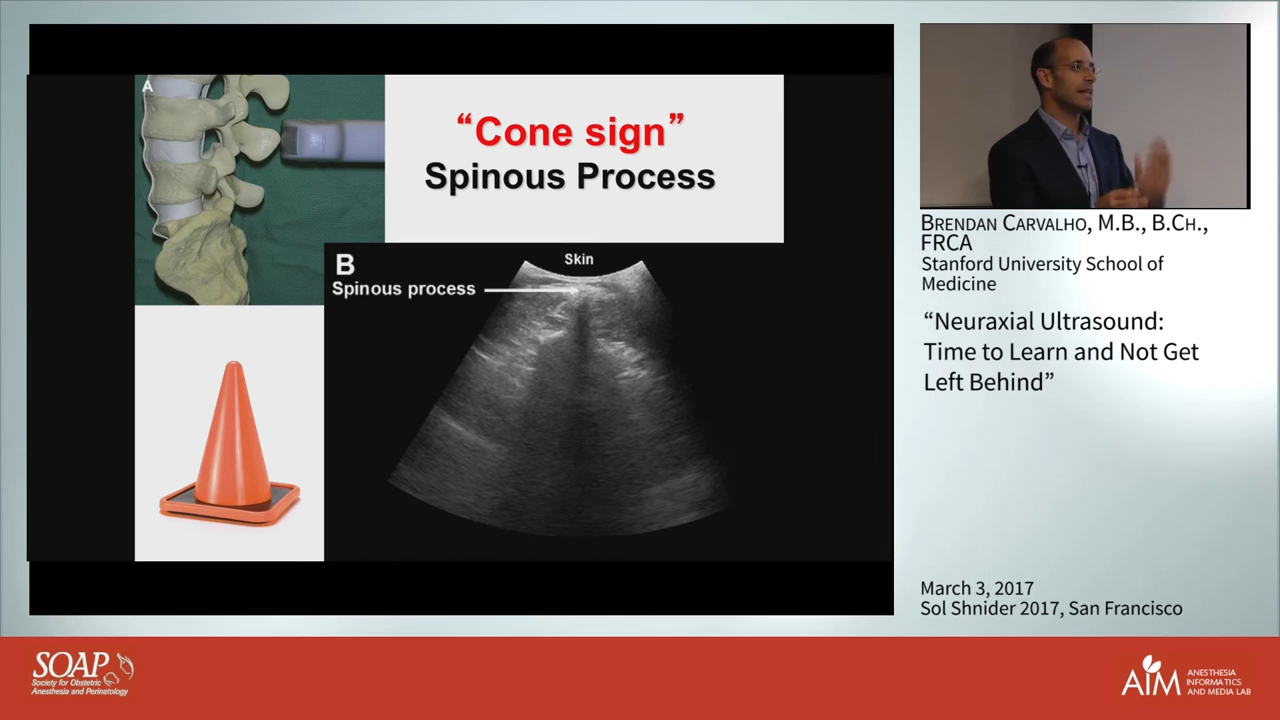 A
“Cone sign”
Spinous Process
B
Skin
Spinous process
BRENDAN CARVALHO, M.B., B.CH.,
FRCA
Stanford University School of
Medicine
“Neuraxial Ultrasound:
Time to Learn and Not Get
Left Behind”
March 3, 2017
Sol Shnider 2017, San Francisco
SOAP
Society for Obstetric
Anesthesia and Perinatology
AIM
ANESTHESIA
INFORMATICS
AND MEDIA LAB